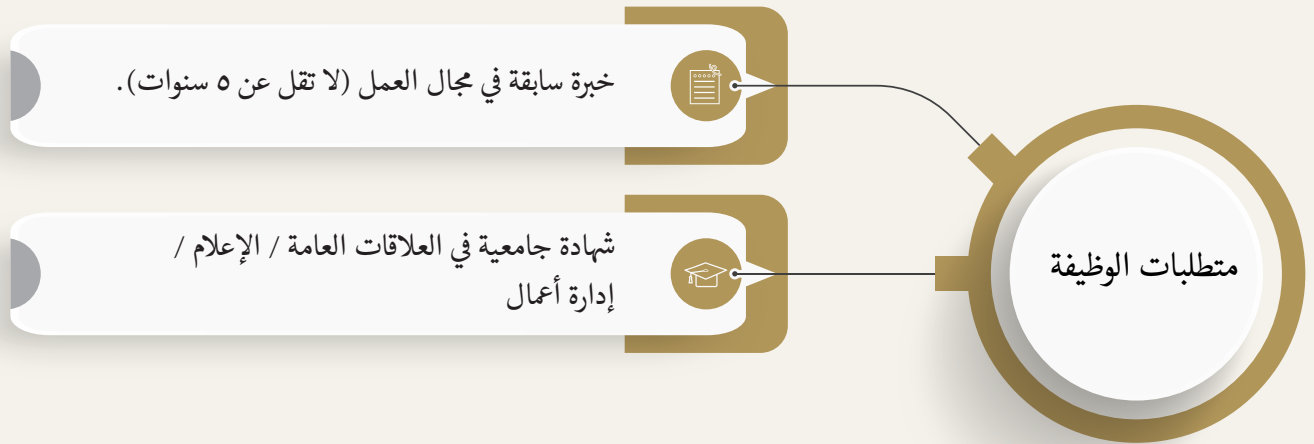 متطلبات الوظيفة
خبرة سابقة في مجال العمل (لا تقل عن ٥ سنوات).
شهادة جامعية في العلاقات العامة / الإعلام /
إدارة أعمال